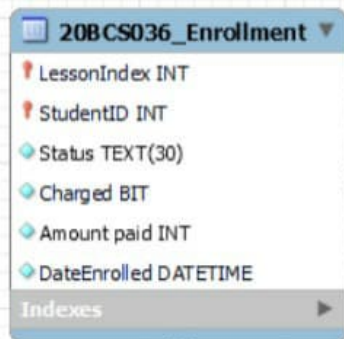 20BCS036_Enrollment
LessonIndex INT
StudentID INT
Status TEXT(30)
Charged BIT
Amount paid INT
DateEnrolled DATETIME
Indexes